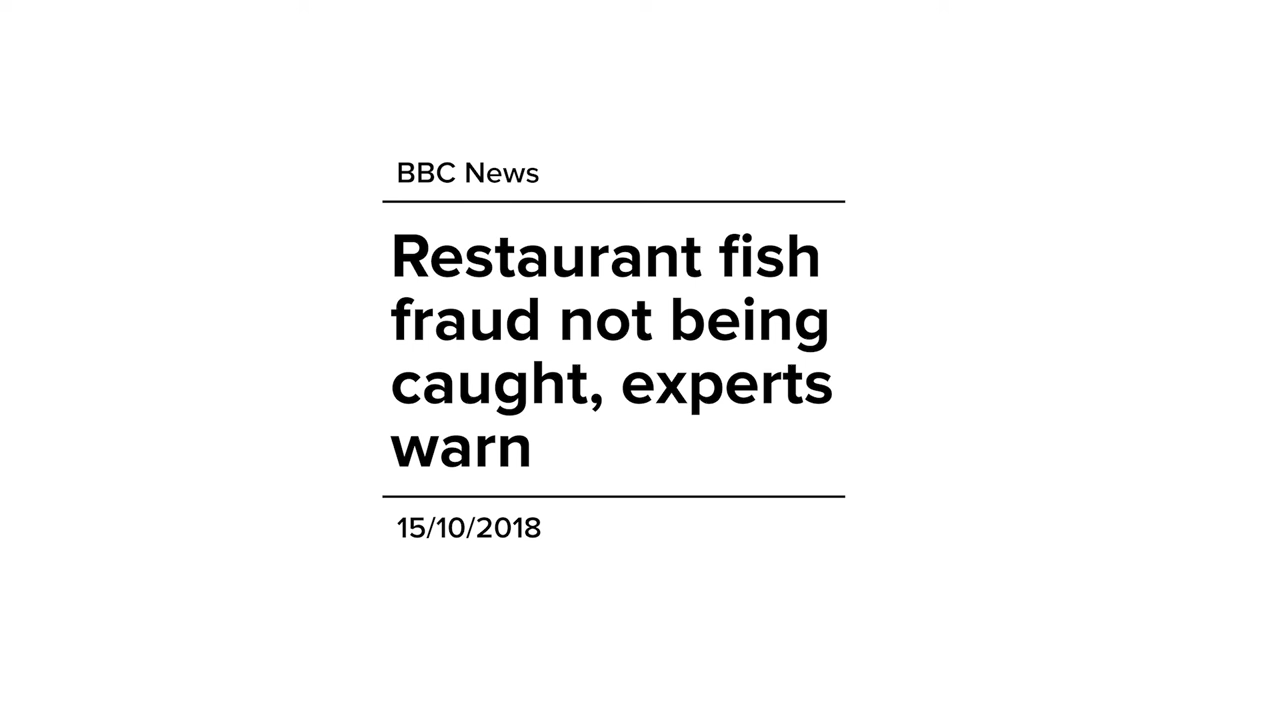 BBC News
Restaurant fish
fraud not being
caught, experts
warn
15/10/2018